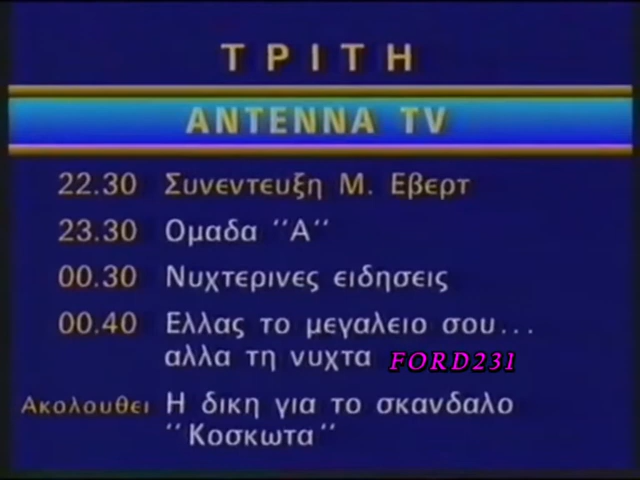 ΤΡΙΤΗ
ANTENNA TV
22.30 Συνεντευξη Μ. Εβερτ
23.30 Ομαδα "Α"
00.30 Νυχτερινες ειδησεις
00.40 Ελλας το μεγαλειο σου...
αλλα τη νυχτα FORD231
Ακολουθει Η δικη για το σκανδαλο
"Κοσκωτα"